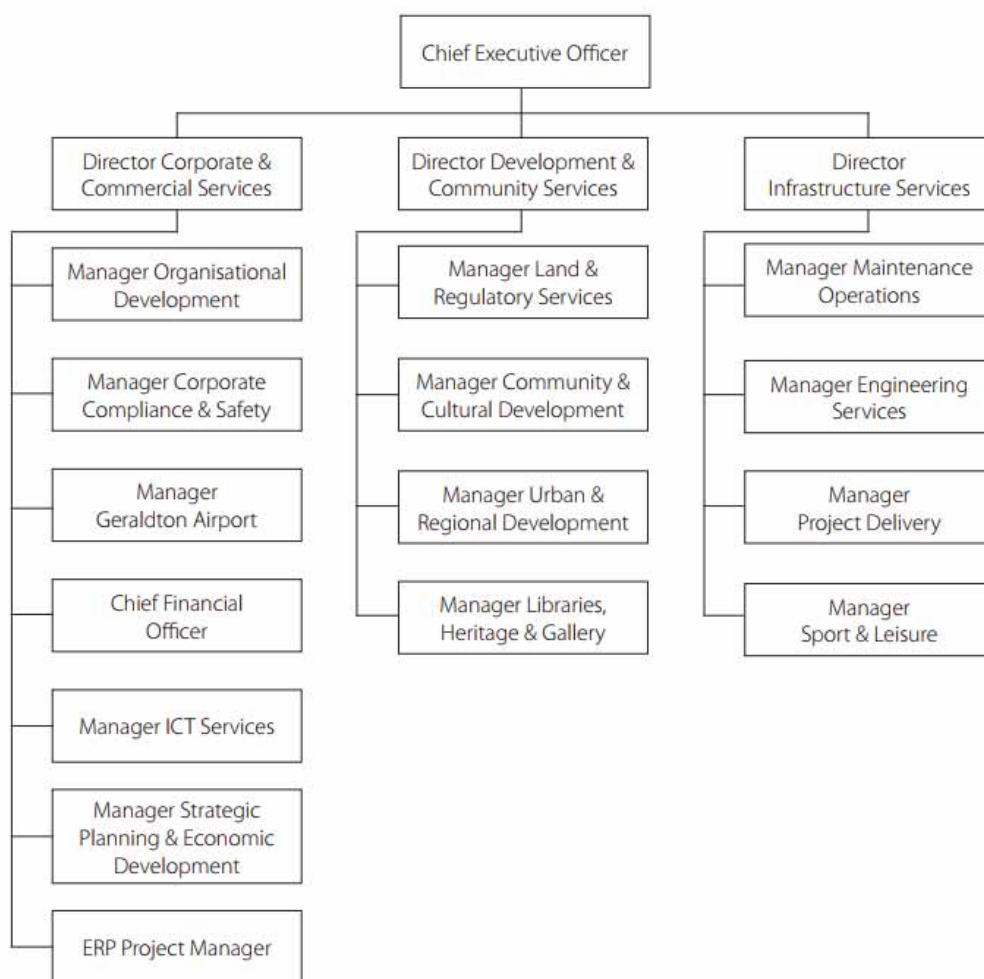 Chief Executive Officer
Director Corporate &
Commercial Services
Director Development &
Community Services
Director
Infrastructure Services
Manager Organisational
Development
Manager Corporate
Compliance & Safety
Manager
Geraldton Airport
Chief Financial
Officer
Manager ICT Services
Manager Strategic
Planning & Economic
Development
ERP Project Manager
Manager Land &
Regulatory Services
Manager Community &
Cultural Development
Manager Urban &
Regional Development
Manager Libraries,
Heritage & Gallery
Manager Maintenance
Operations
Manager Engineering
Services
Manager
Project Delivery
Manager
Sport & Leisure